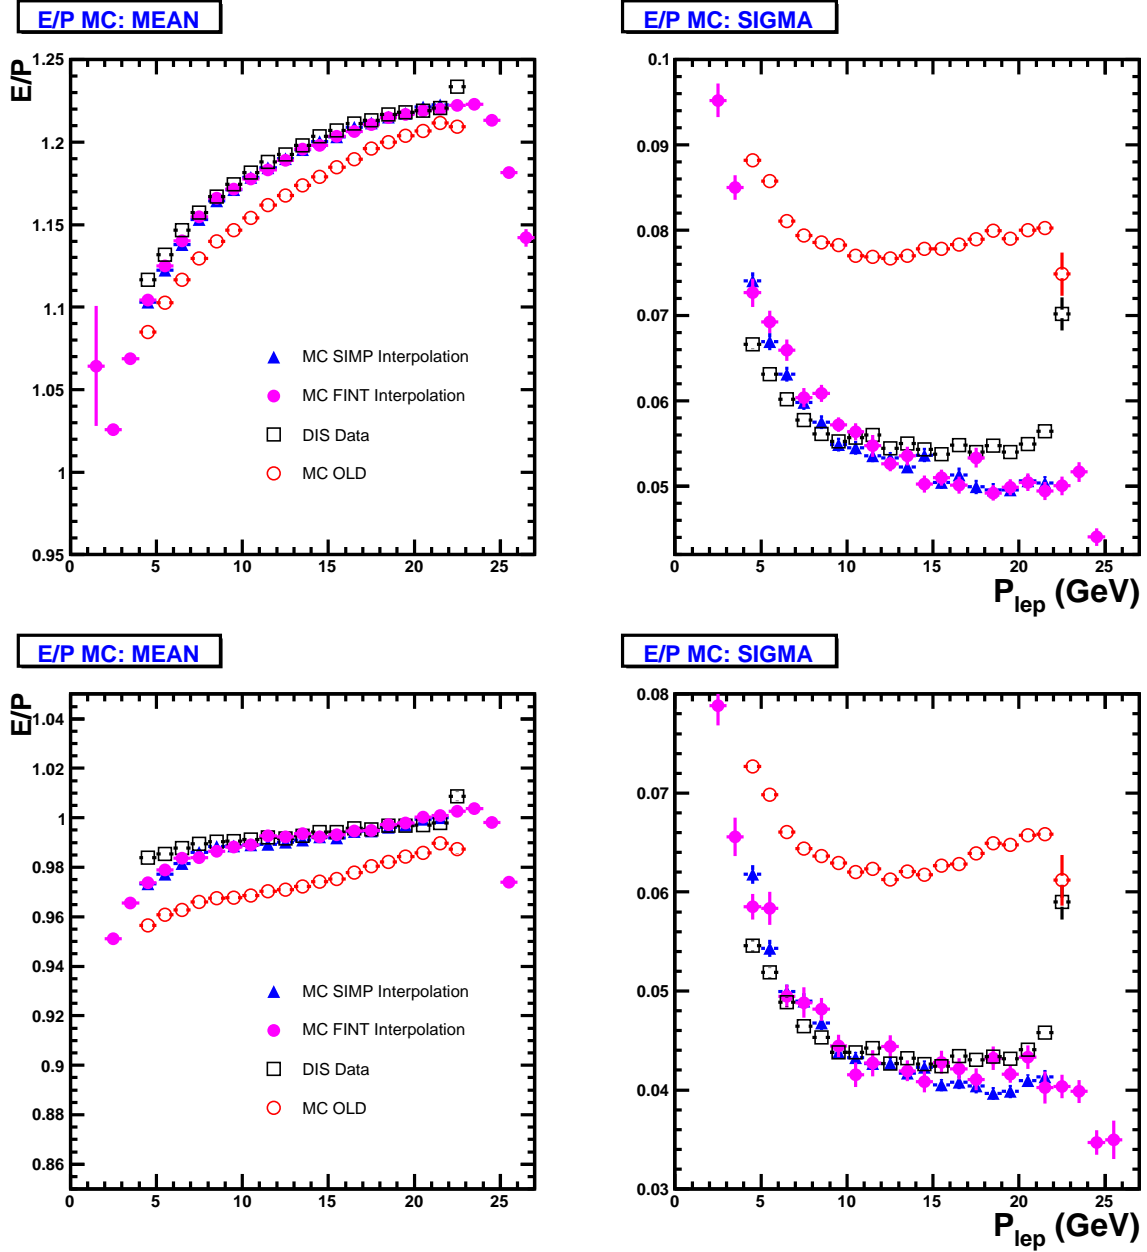 E/P MC: MEAN
E/P
1.25
1.2
1.15
1.1
1.05
1
0.95
0 5 10 15 20 25
MC SIMP Interpolation
MC FINT Interpolation
DIS Data
MC OLD
E/P MC: SIGMA
0.1
0.09
0.08
0.07
0.06
0.05
0 5 10 15 20 25
P_lep (GeV)
E/P MC: MEAN
E/P
1.04
1.02
1
0.98
0.96
0.94
0.92
0.9
0.88
0.86
0 5 10 15 20 25
MC SIMP Interpolation
MC FINT Interpolation
DIS Data
MC OLD
E/P MC: SIGMA
0.08
0.07
0.06
0.05
0.04
0.03
0 5 10 15 20 25
P_lep (GeV)